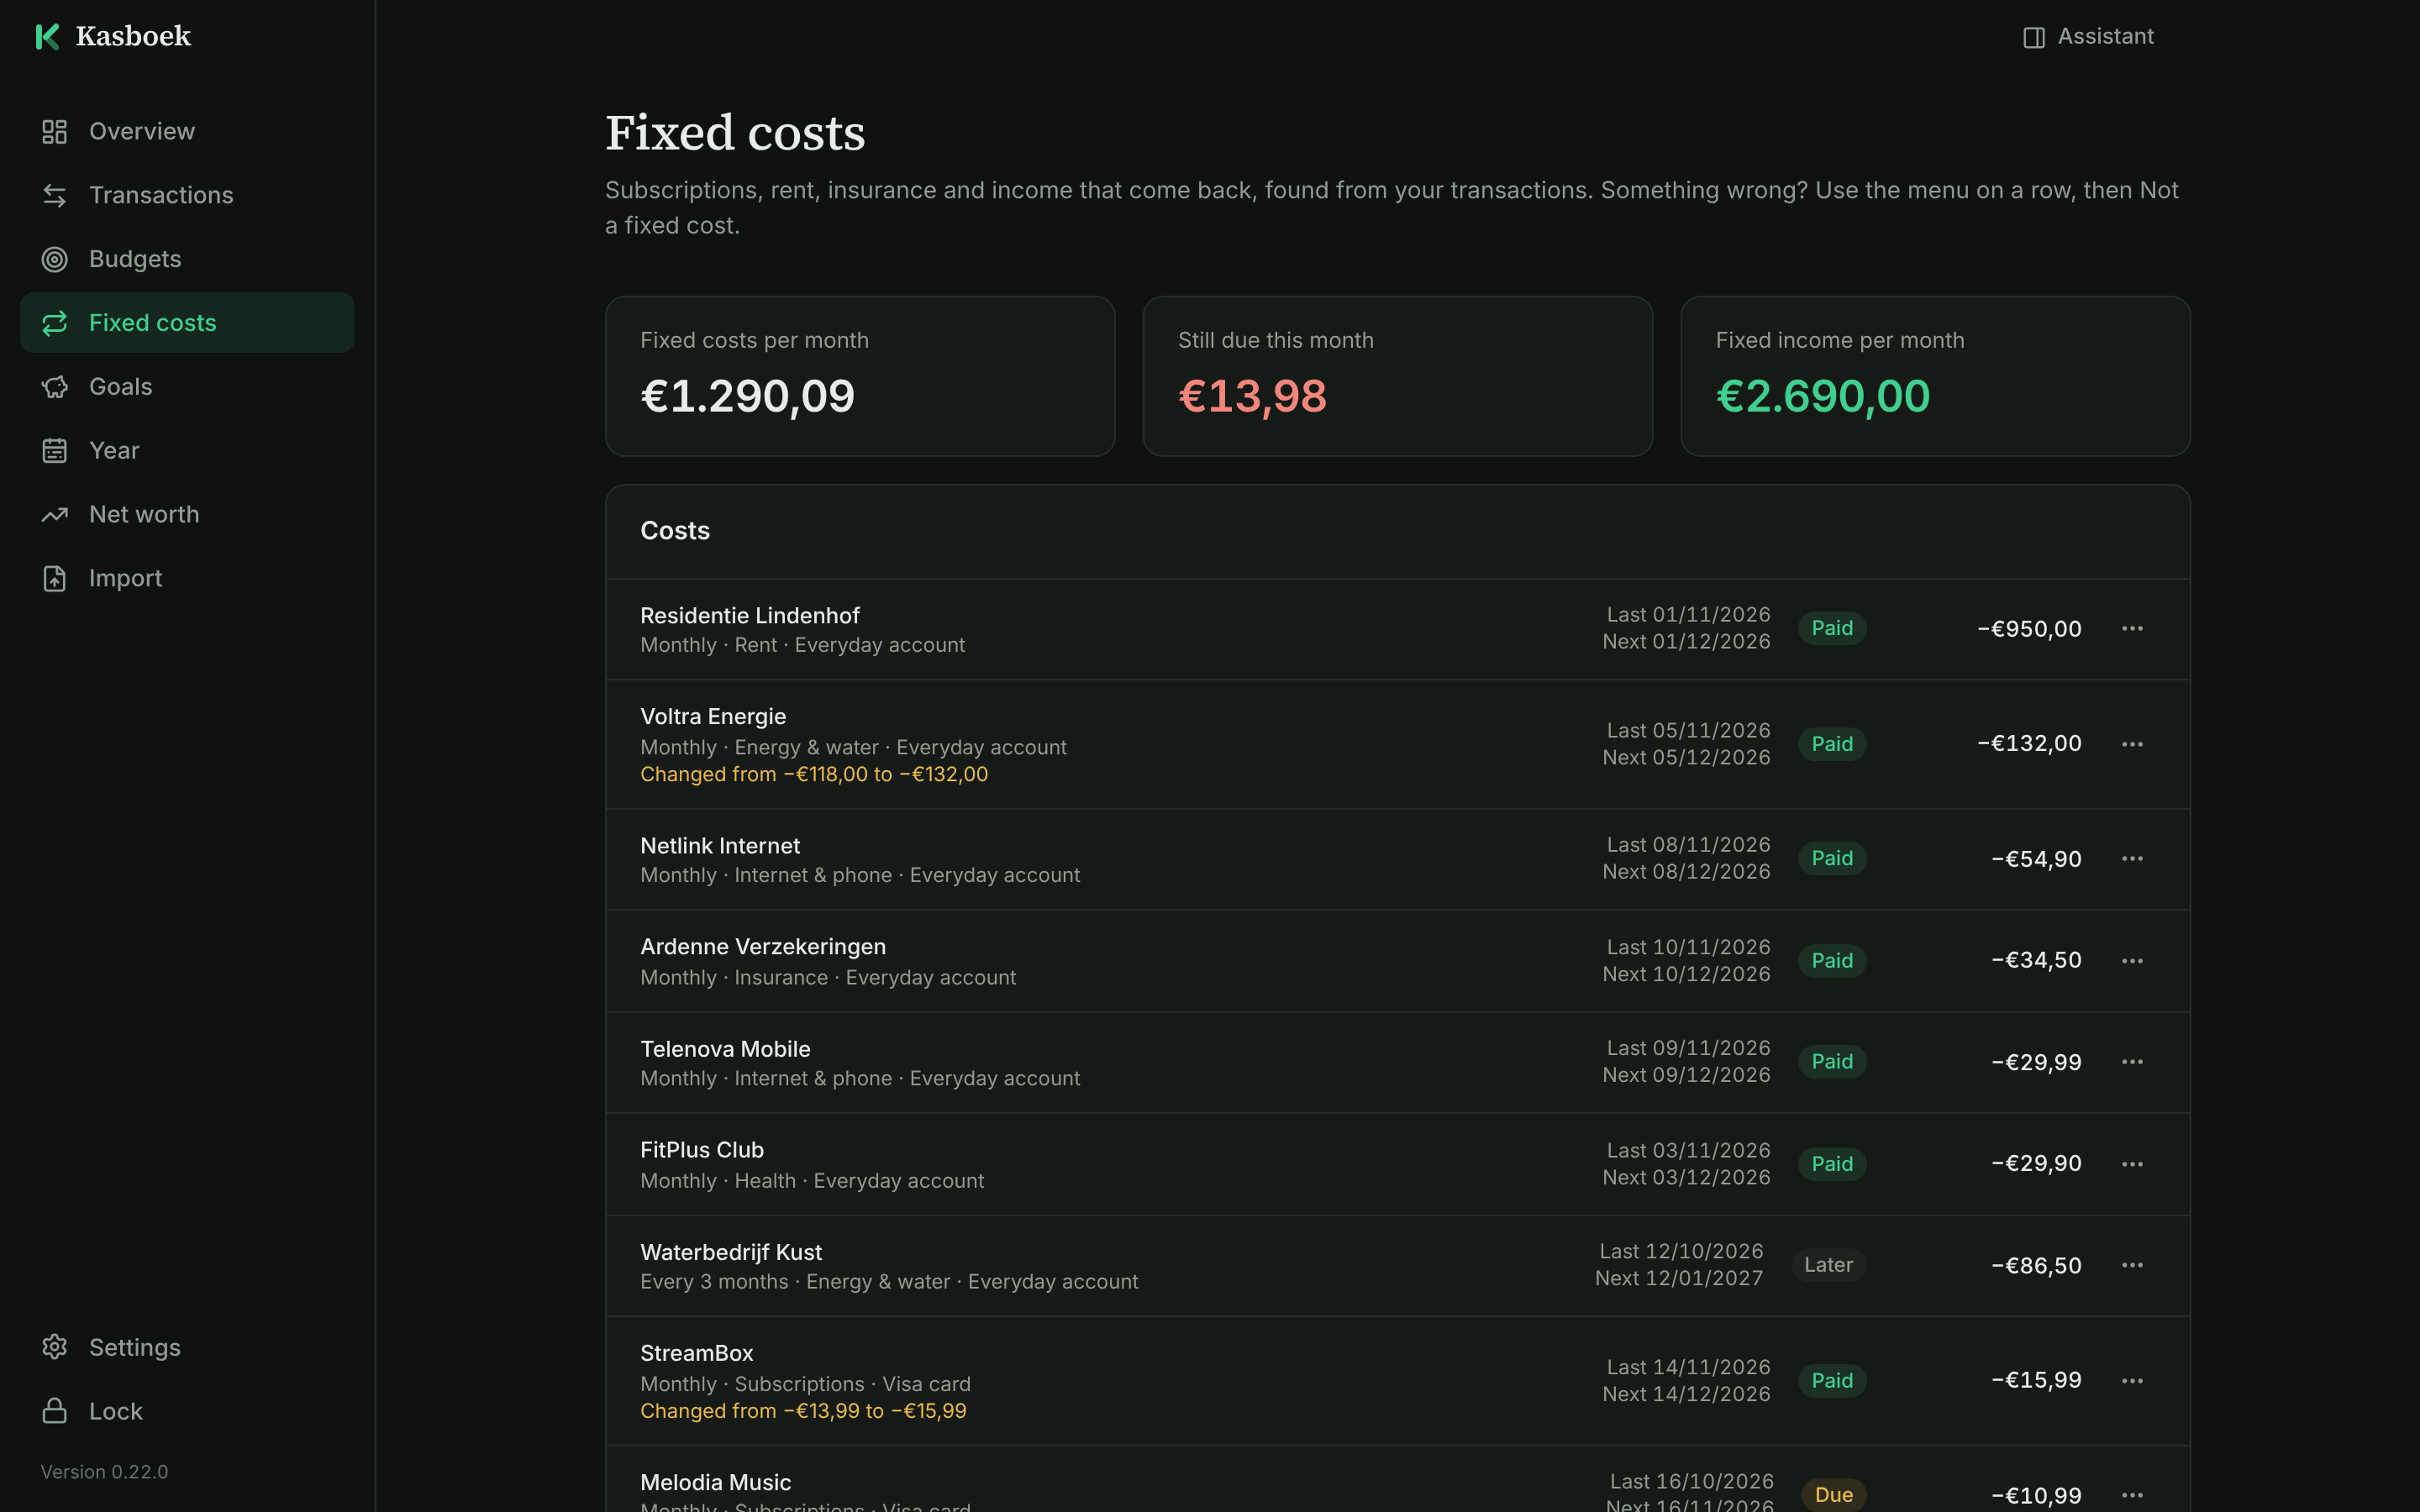 Kasboek
Assistant
Overview
Transactions
Budgets
Fixed costs
Goals
Year
Net worth
Import
Settings
Lock
Version 0.22.0
Fixed costs
Subscriptions, rent, insurance and income that come back, found from your transactions. Something wrong? Use the menu on a row, then Not
a fixed cost.
Fixed costs per month
€1.290,09
Still due this month
€13,98
Fixed income per month
€2.690,00
Costs
Residentie Lindenhof
Monthly · Rent · Everyday account
Last 01/11/2026
Next 01/12/2026
Paid
−€950,00
Voltra Energie
Monthly · Energy & water · Everyday account
Changed from −€118,00 to −€132,00
Last 05/11/2026
Next 05/12/2026
Paid
−€132,00
Netlink Internet
Monthly · Internet & phone · Everyday account
Last 08/11/2026
Next 08/12/2026
Paid
−€54,90
Ardenne Verzekeringen
Monthly · Insurance · Everyday account
Last 10/11/2026
Next 10/12/2026
Paid
−€34,50
Telenova Mobile
Monthly · Internet & phone · Everyday account
Last 09/11/2026
Next 09/12/2026
Paid
−€29,99
FitPlus Club
Monthly · Health · Everyday account
Last 03/11/2026
Next 03/12/2026
Paid
−€29,90
Waterbedrijf Kust
Every 3 months · Energy & water · Everyday account
Last 12/10/2026
Next 12/01/2027
Later
−€86,50
StreamBox
Monthly · Subscriptions · Visa card
Changed from −€13,99 to −€15,99
Last 14/11/2026
Next 14/12/2026
Paid
−€15,99
Melodia Music
Monthly · Subscriptions · Visa card
Last 16/10/2026
Next 16/11/2026
Due
−€10,99